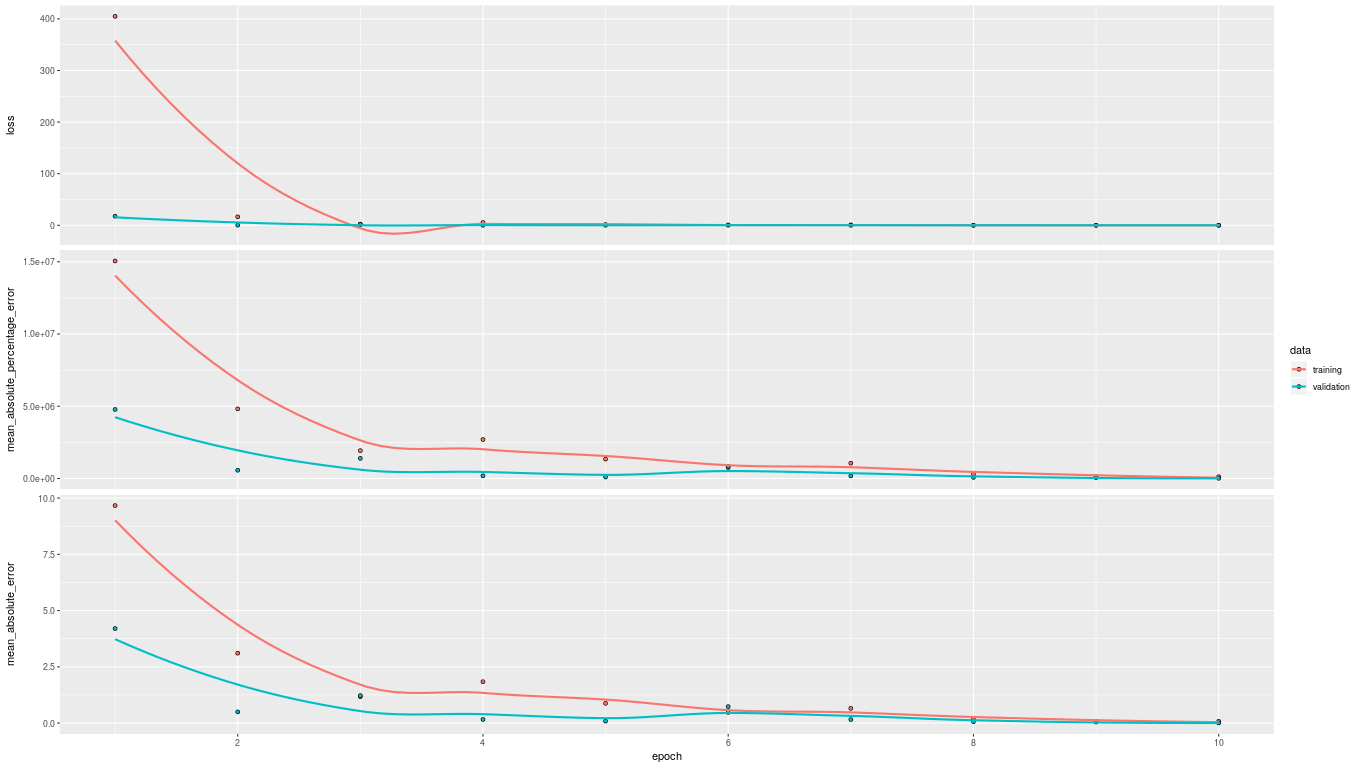 400
300
200
100
0
loss
1.5e+07
1.0e+07
5.0e+06
0.0e+00
mean_absolute_percentage_error
10.0
7.5
5.0
2.5
0.0
mean_absolute_error
2
4
6
8
10
epoch
data
training
validation